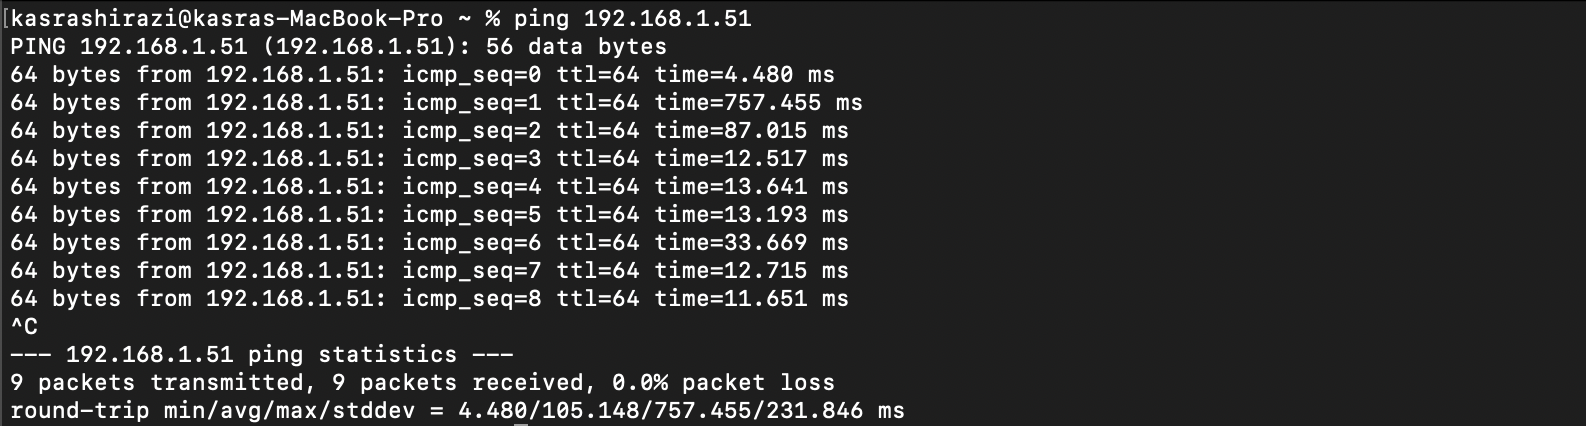 [kasrashirazi@kasras-MacBook-Pro ~ % ping 192.168.1.51
PING 192.168.1.51 (192.168.1.51): 56 data bytes
64 bytes from 192.168.1.51: icmp_seq=0 ttl=64 time=4.480 ms
64 bytes from 192.168.1.51: icmp_seq=1 ttl=64 time=757.455 ms
64 bytes from 192.168.1.51: icmp_seq=2 ttl=64 time=87.015 ms
64 bytes from 192.168.1.51: icmp_seq=3 ttl=64 time=12.517 ms
64 bytes from 192.168.1.51: icmp_seq=4 ttl=64 time=13.641 ms
64 bytes from 192.168.1.51: icmp_seq=5 ttl=64 time=13.193 ms
64 bytes from 192.168.1.51: icmp_seq=6 ttl=64 time=33.669 ms
64 bytes from 192.168.1.51: icmp_seq=7 ttl=64 time=12.715 ms
64 bytes from 192.168.1.51: icmp_seq=8 ttl=64 time=11.651 ms
^C
--- 192.168.1.51 ping statistics ---
9 packets transmitted, 9 packets received, 0.0% packet loss
round-trip min/avg/max/stddev = 4.480/105.148/757.455/231.846 ms